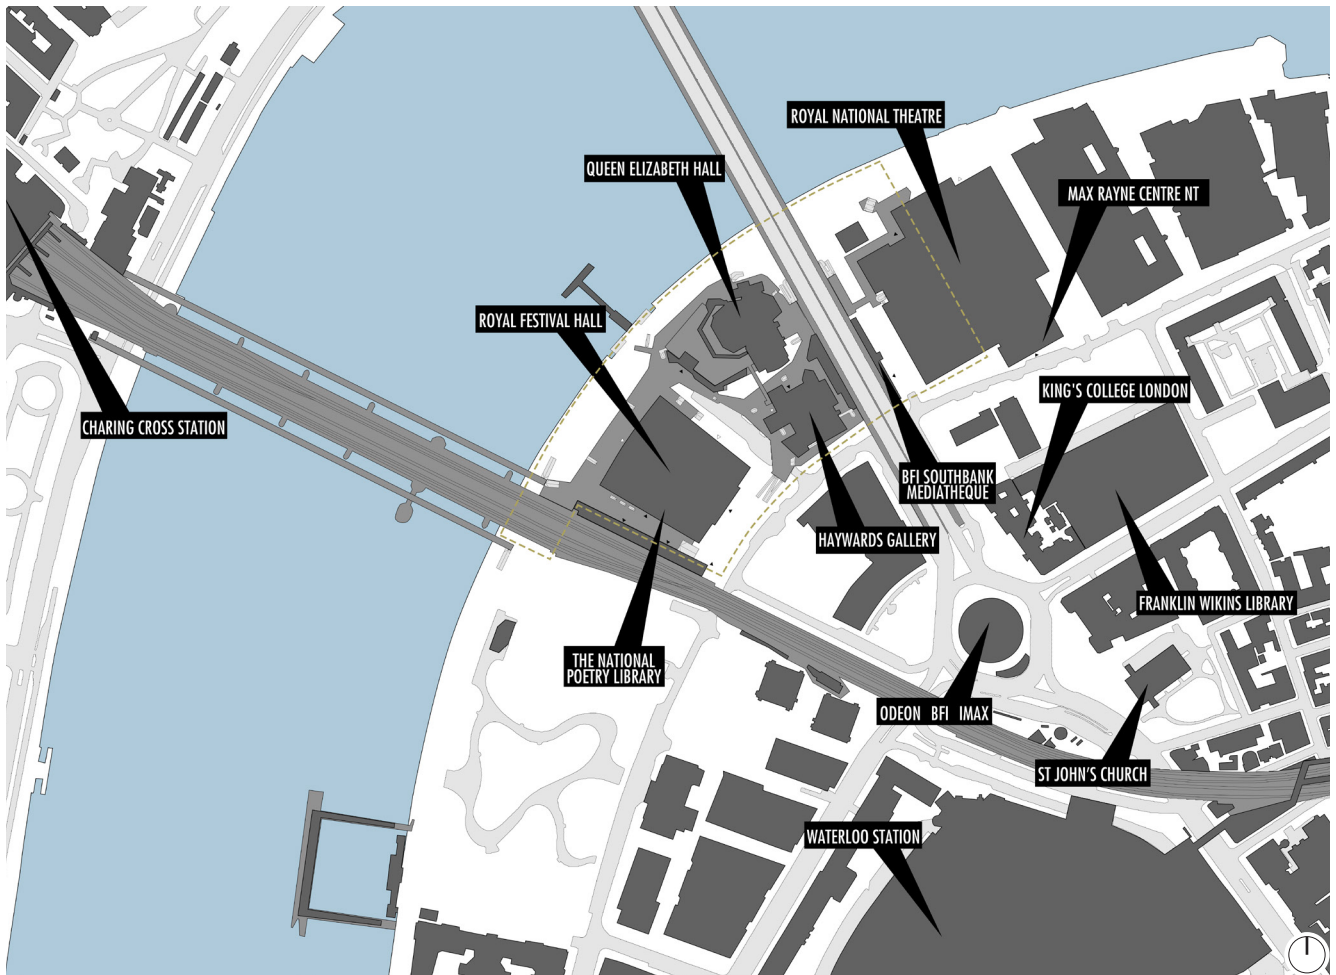 ROYAL NATIONAL THEATRE
QUEEN ELIZABETH HALL
MAX RAYNE CENTRE NT
ROYAL FESTIVAL HALL
KING'S COLLEGE LONDON
CHARING CROSS STATION
BFI SOUTHBANK
MEDIATHEQUE
HAYWARDS GALLERY
FRANKLIN WIKINS LIBRARY
THE NATIONAL
POETRY LIBRARY
ODEON BFI IMAX
ST JOHN'S CHURCH
WATERLOO STATION